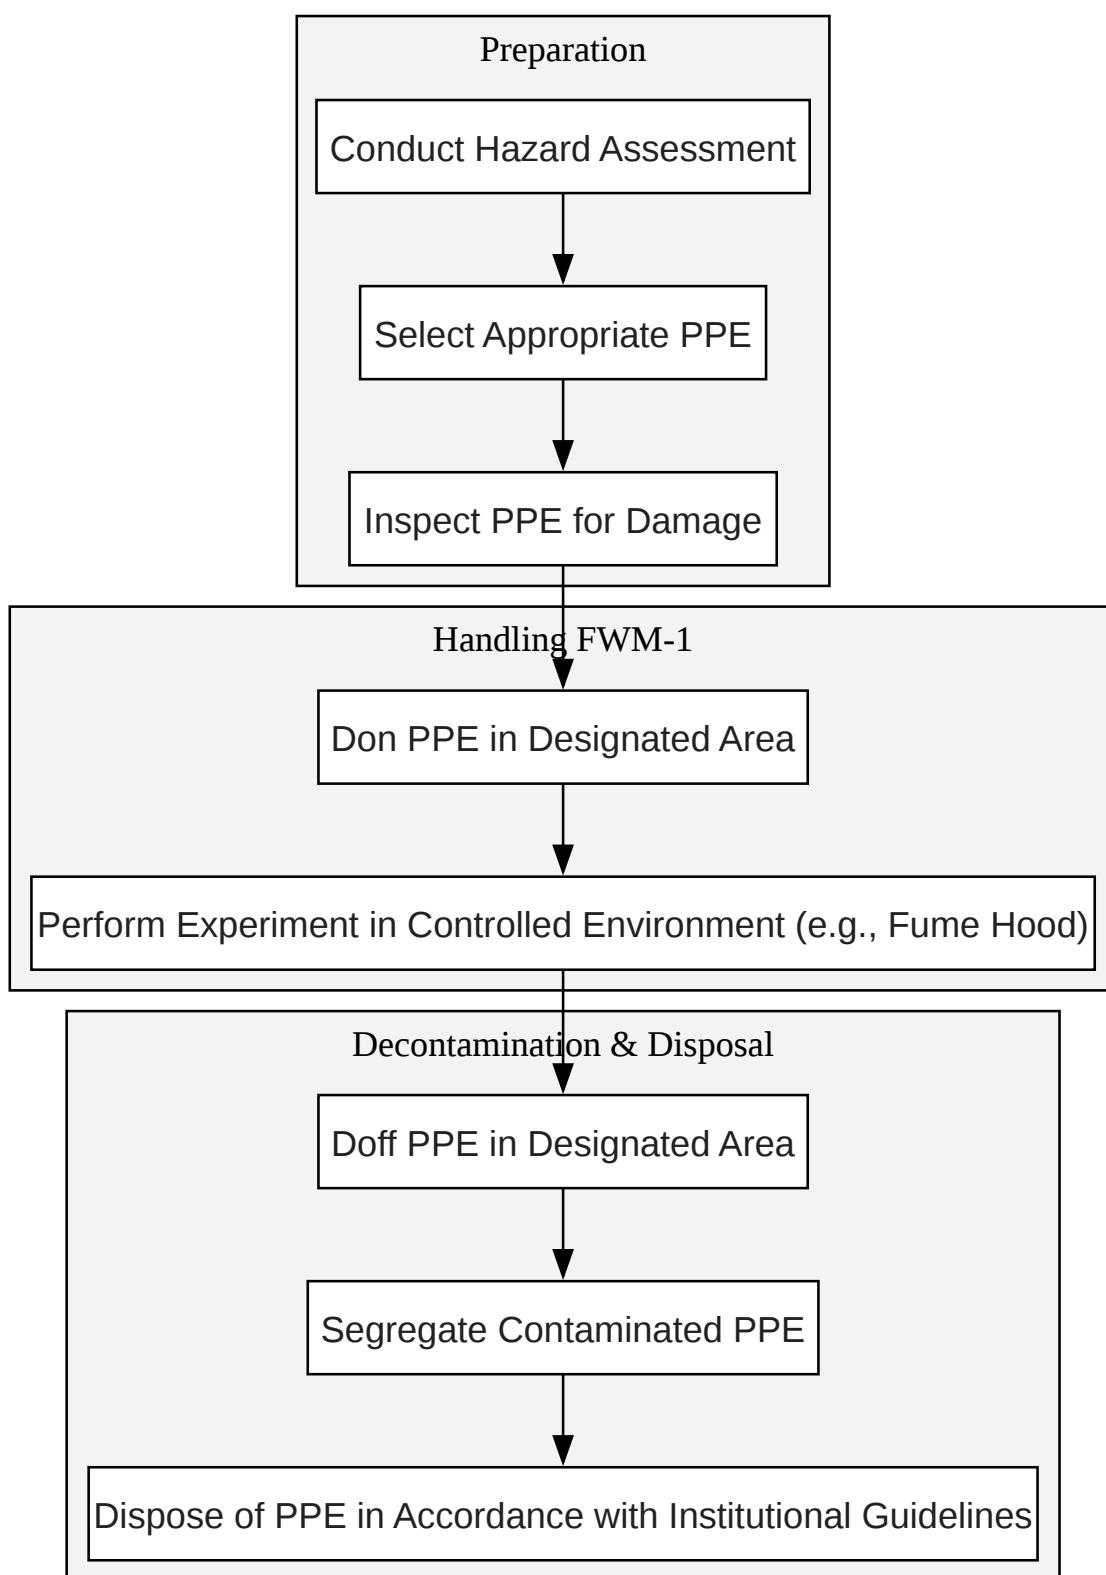 Preparation
Conduct Hazard Assessment
Select Appropriate PPE
Inspect PPE for Damage
Handling FWM-1
Don PPE in Designated Area
Perform Experiment in Controlled Environment (e.g., Fume Hood)
Decontamination & Disposal
Doff PPE in Designated Area
Segregate Contaminated PPE
Dispose of PPE in Accordance with Institutional Guidelines